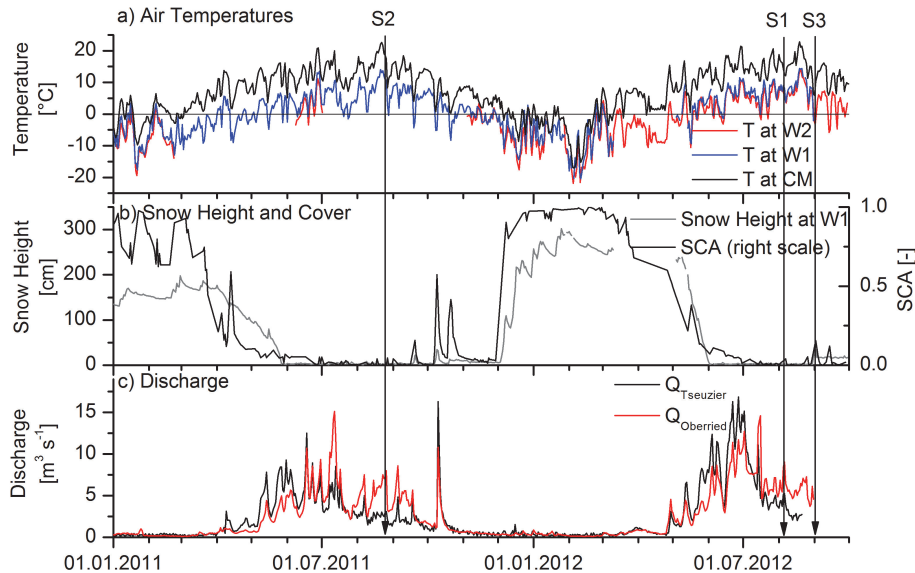 a) Air Temperatures
S2
S1
S3
Temperature
[°C]
20
10
0
-10
-20
T at W2
T at W1
T at CM
b) Snow Height and Cover
Snow Height
[cm]
300
200
100
0
Snow Height at W1
SCA (right scale)
1.0
0.5
0.0
SCA [-]
c) Discharge
Discharge
[m³ s⁻¹]
15
10
5
0
QTseuzier
QOberried
01.01.2011
01.07.2011
01.01.2012
01.07.2012